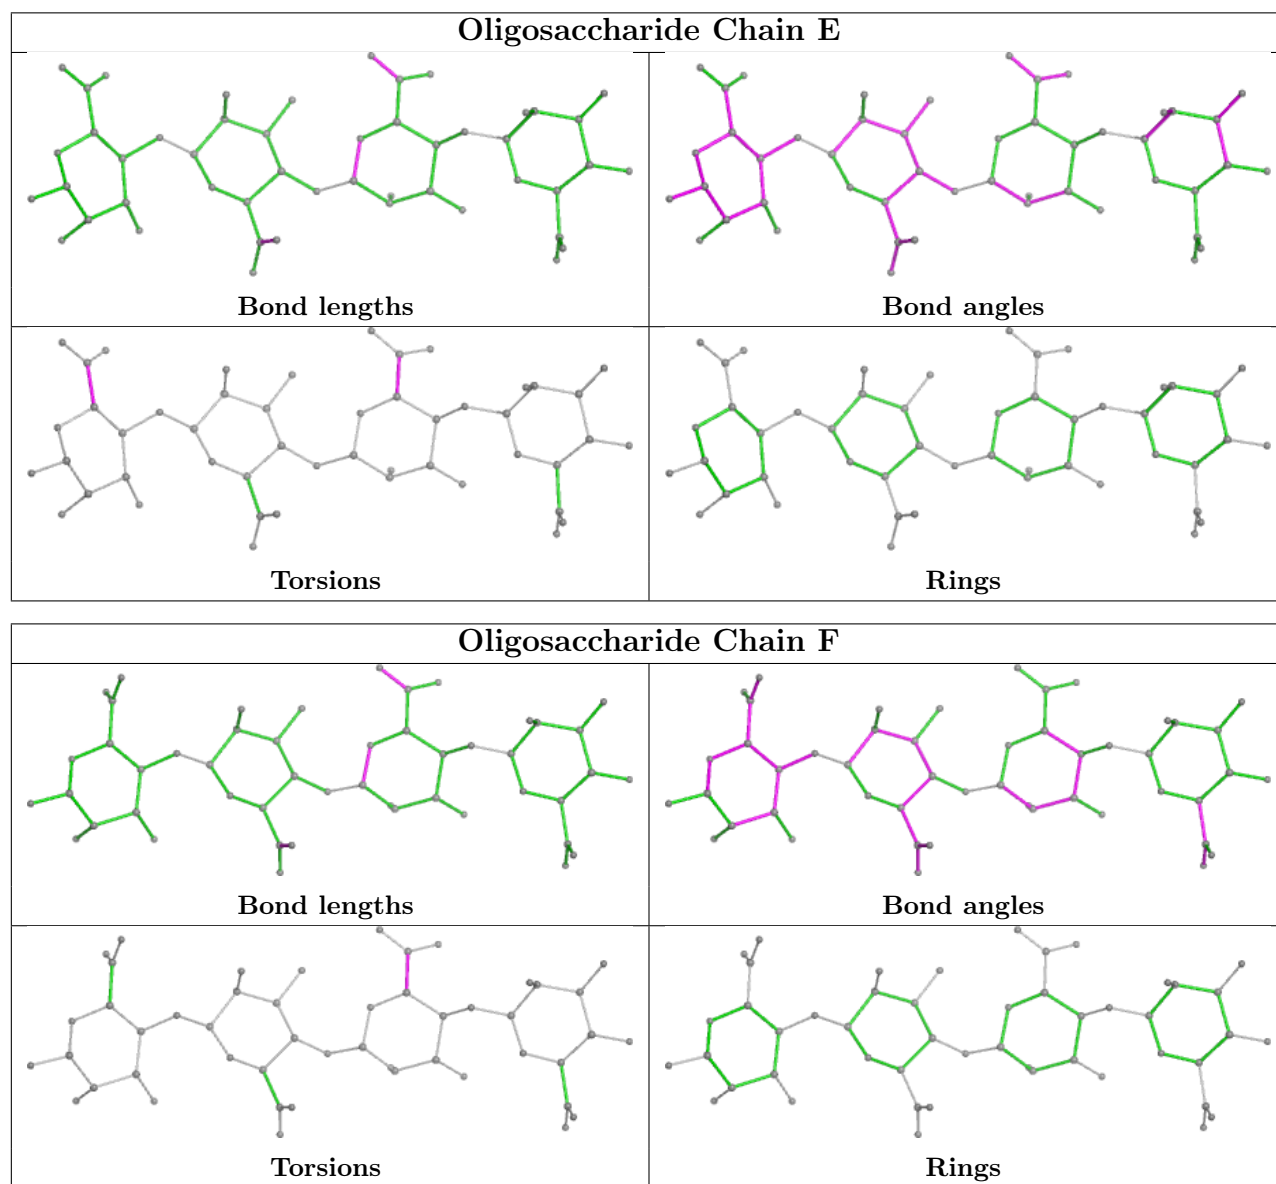 Oligosaccharide Chain E
Bond lengths
Bond angles
Torsions
Rings
Oligosaccharide Chain F
Bond lengths
Bond angles
Torsions
Rings